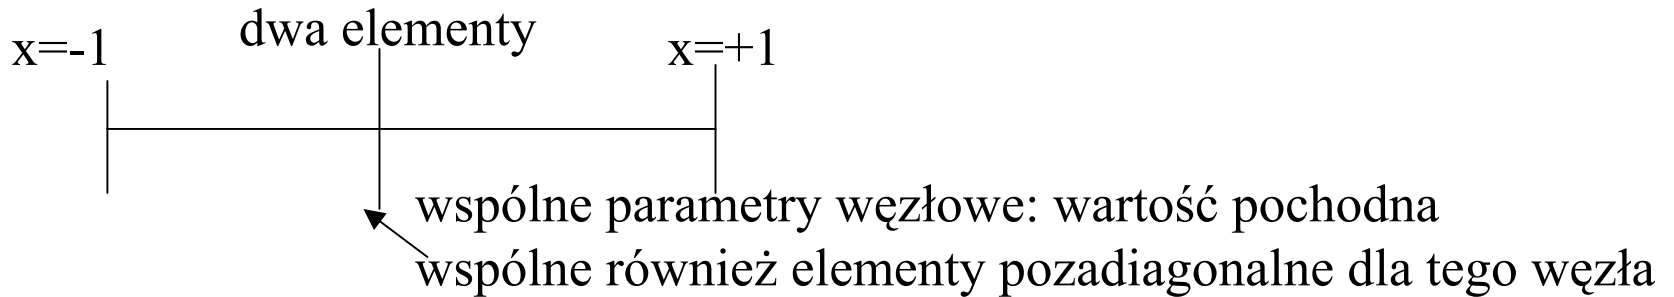 dwa elementy
x=-1
x=+1
wspólne parametry węzłowe: wartość pochodna
wspólne również elementy pozadiagonalne dla tego węzła